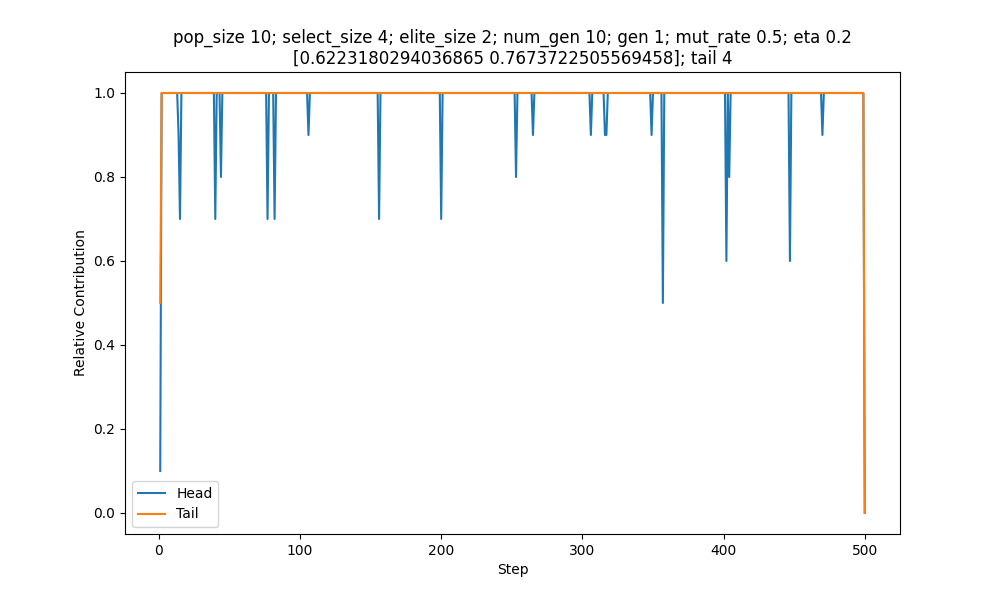 pop_size 10; select_size 4; elite_size 2; num_gen 10; gen 1; mut_rate 0.5; eta 0.2
[0.6223180294036865 0.7673722505569458]; tail 4
Relative Contribution
1.0
0.8
0.6
0.4
0.2
0.0
Head
Tail
0 100 200 300 400 500
Step